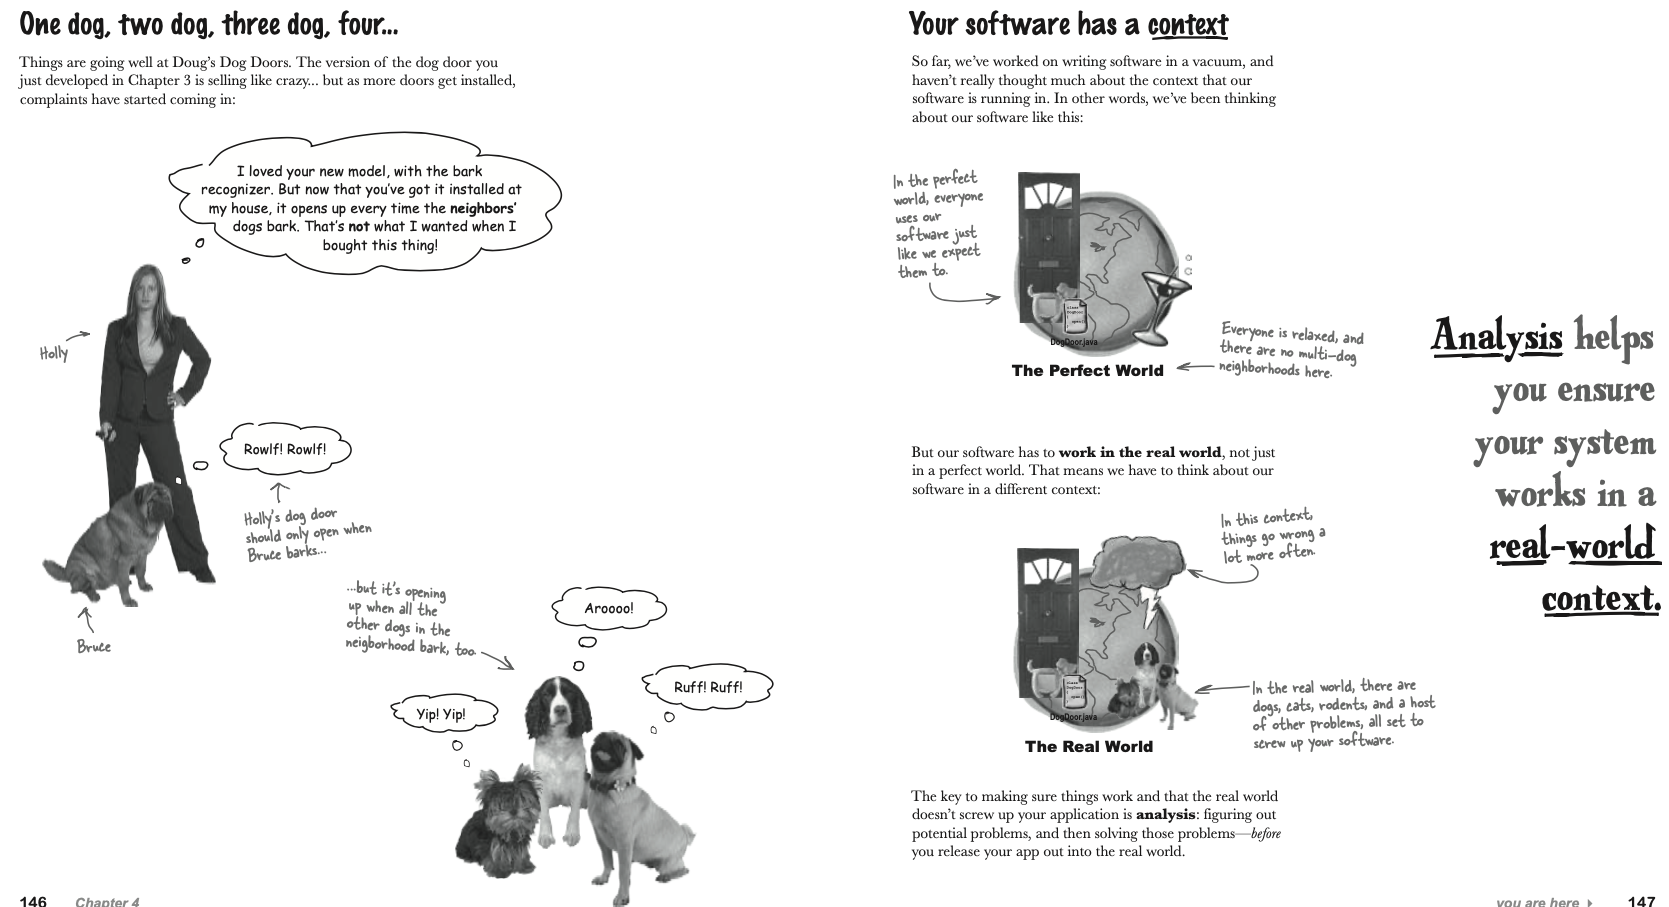 One dog, two dog, three dog, four...
Things are going well at Doug's Dog Doors. The version of the dog door you
just developed in Chapter 3 is selling like crazy... but as more doors get installed,
complaints have started coming in:
I loved your new model, with the bark
recognizer. But now that you've got it installed at
my house, it opens up every time the neighbors'
dogs bark. That's not what I wanted when I
bought this thing!
Holly
Rowlf! Rowlf!
Holly's dog door
should only open when
Bruce barks...
Bruce
...but it's opening
up when all the
other dogs in the
neigborhood bark, too.
Aroooo!
Ruff! Ruff!
Yip! Yip!
146 Chapter 4
Your software has a context
So far, we've worked on writing software in a vacuum, and
haven't really thought much about the context that our
software is running in. In other words, we've been thinking
about our software like this:
In the perfect
world, everyone
uses our
software just
like we expect
them to.
class
DogDoor
{
open()
DogDoor.java
The Perfect World
Everyone is relaxed, and
there are no multi-dog
neighborhoods here.
But our software has to work in the real world, not just
in a perfect world. That means we have to think about our
software in a different context:
In this context,
things go wrong a
lot more often.
class
DogDoor
{
open()
DogDoor.java
The Real World
In the real world, there are
dogs, cats, rodents, and a host
of other problems, all set to
screw up your software.
The key to making sure things work and that the real world
doesn't screw up your application is analysis: figuring out
potential problems, and then solving those problems—before
you release your app out into the real world.
Analysis helps
you ensure
your system
works in a
real-world
context.
you are here 147